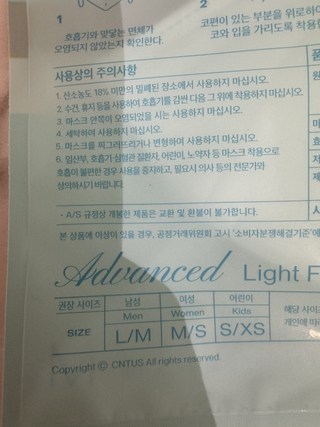 1
2
호흡기와 맞닿는 면체가
오염되지 않았는지 확인한다.
코편이 있는 부분을 위로하여
코와 입을 가리도록 착용
사용상의 주의사항
1. 산소농도 18% 미만의 밀폐된 장소에서 사용하지 마십시오.
2. 수건, 휴지 등을 사용하여 호흡기를 감싼 다음 그 위에 착용하지 마십시오.
3. 마스크 안쪽이 오염되었을 시는 사용하지 마십시오.
4. 세탁하여 사용하지 마십시오.
5. 마스크를 찌그러뜨리거나 변형하여 사용하지 마십시오.
6. 임산부, 호흡기·심혈관 질환자, 어린이, 노약자 등 마스크 착용으로
호흡이 불편한 경우 사용을 중지하고, 필요시 의사 등의 전문가와
상의하시기 바랍니다.
· A/S 규정상 개봉한 제품은 교환 및 환불이 불가합니다.
본 상품에 이상이 있을 경우, 공정거래위원회 고시 '소비자분쟁해결기준'에
Advanced Light F
권장 사이즈 남성 여성 어린이
Men Women Kids
SIZE L/M M/S S/XS
해당 사이즈
개인에 따라
Copyright ⓒ CNTUS All rights reserved.